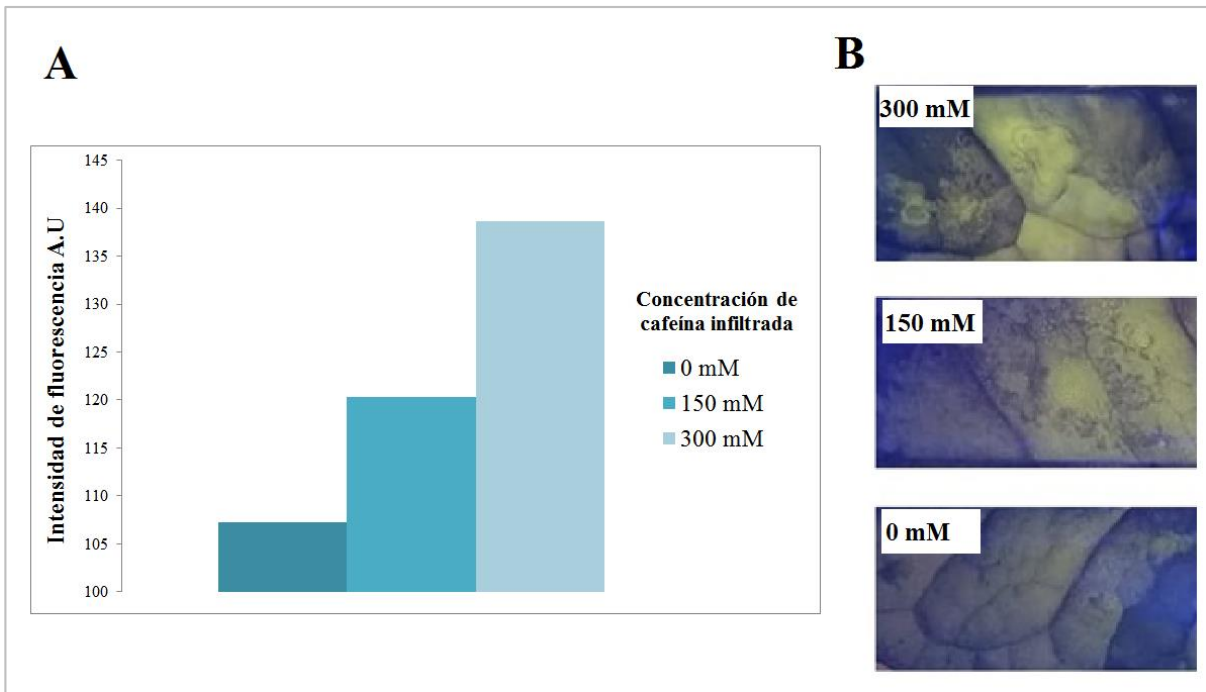 A
145
140
135
130
125
120
115
110
105
100
Intensidad de fluorescencia A.U
Concentración de
cafeína infiltrada
0 mM
150 mM
300 mM
B
300 mM
150 mM
0 mM